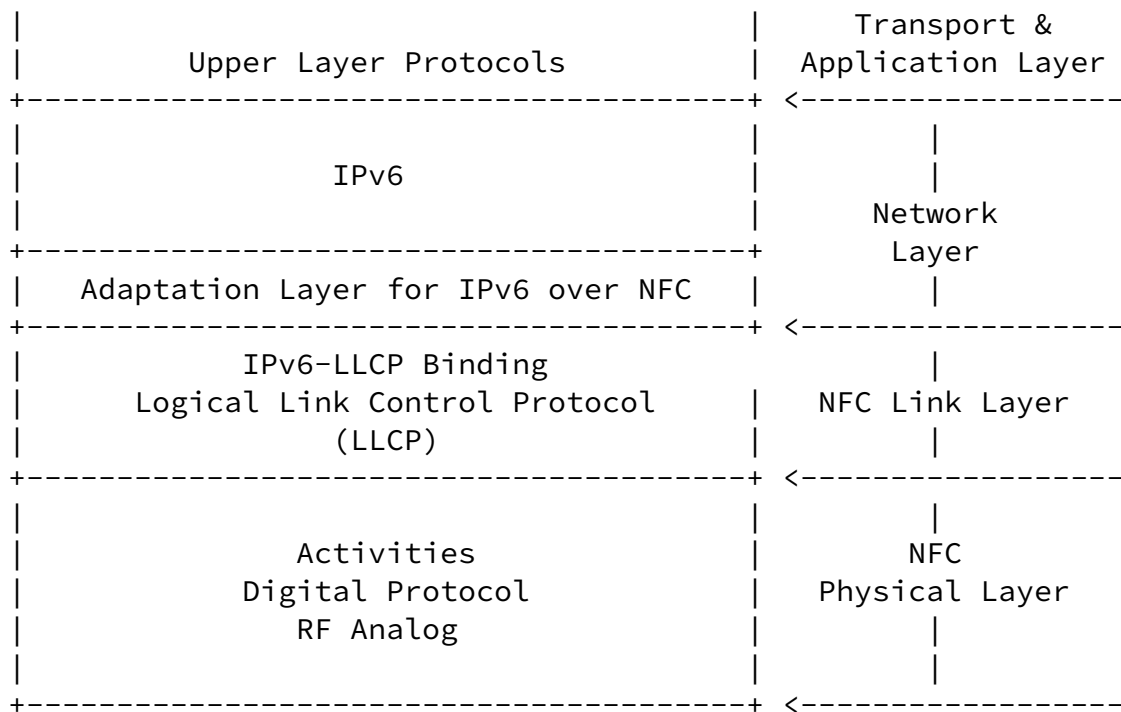 |                                        |      Transport &
|         Upper Layer Protocols          |   Application Layer
+----------------------------------------+ <------------------
|                                        |          |
|                  IPv6                  |          |
|                                        |       Network
+----------------------------------------+        Layer
|   Adaptation Layer for IPv6 over NFC   |          |
+----------------------------------------+ <------------------
|             IPv6-LLCP Binding                     |
|      Logical Link Control Protocol     |    NFC Link Layer
|                 (LLCP)                 |          |
+----------------------------------------+ <------------------
|                                        |          |
|               Activities               |         NFC
|            Digital Protocol            |    Physical Layer
|               RF Analog                |          |
|                                        |          |
+----------------------------------------+ <------------------